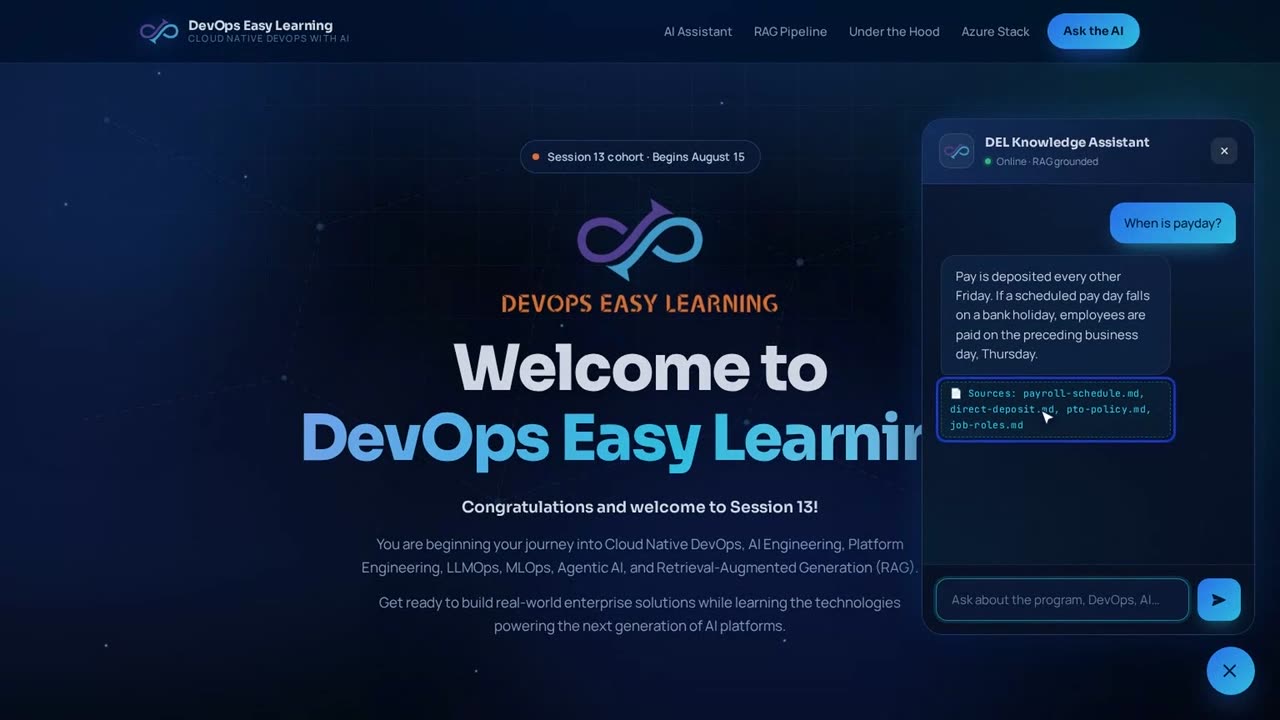 DevOps Easy Learning
CLOUD NATIVE DEVOPS WITH AI
AI Assistant
RAG Pipeline
Under the Hood
Azure Stack
Ask the AI
Session 13 cohort · Begins August 15
DEVOPS EASY LEARNING
Welcome to
DevOps Easy Learnin
Congratulations and welcome to Session 13!
You are beginning your journey into Cloud Native DevOps, AI Engineering, Platform
Engineering, LLMOps, MLOps, Agentic AI, and Retrieval-Augmented Generation (RAG).
Get ready to build real-world enterprise solutions while learning the technologies
powering the next generation of AI platforms.
DEL Knowledge Assistant
Online · RAG grounded
When is payday?
Pay is deposited every other
Friday. If a scheduled pay day falls
on a bank holiday, employees are
paid on the preceding business
day, Thursday.
Sources: payroll-schedule.md,
direct-deposit.md, pto-policy.md,
job-roles.md
Ask about the program, DevOps, AI...